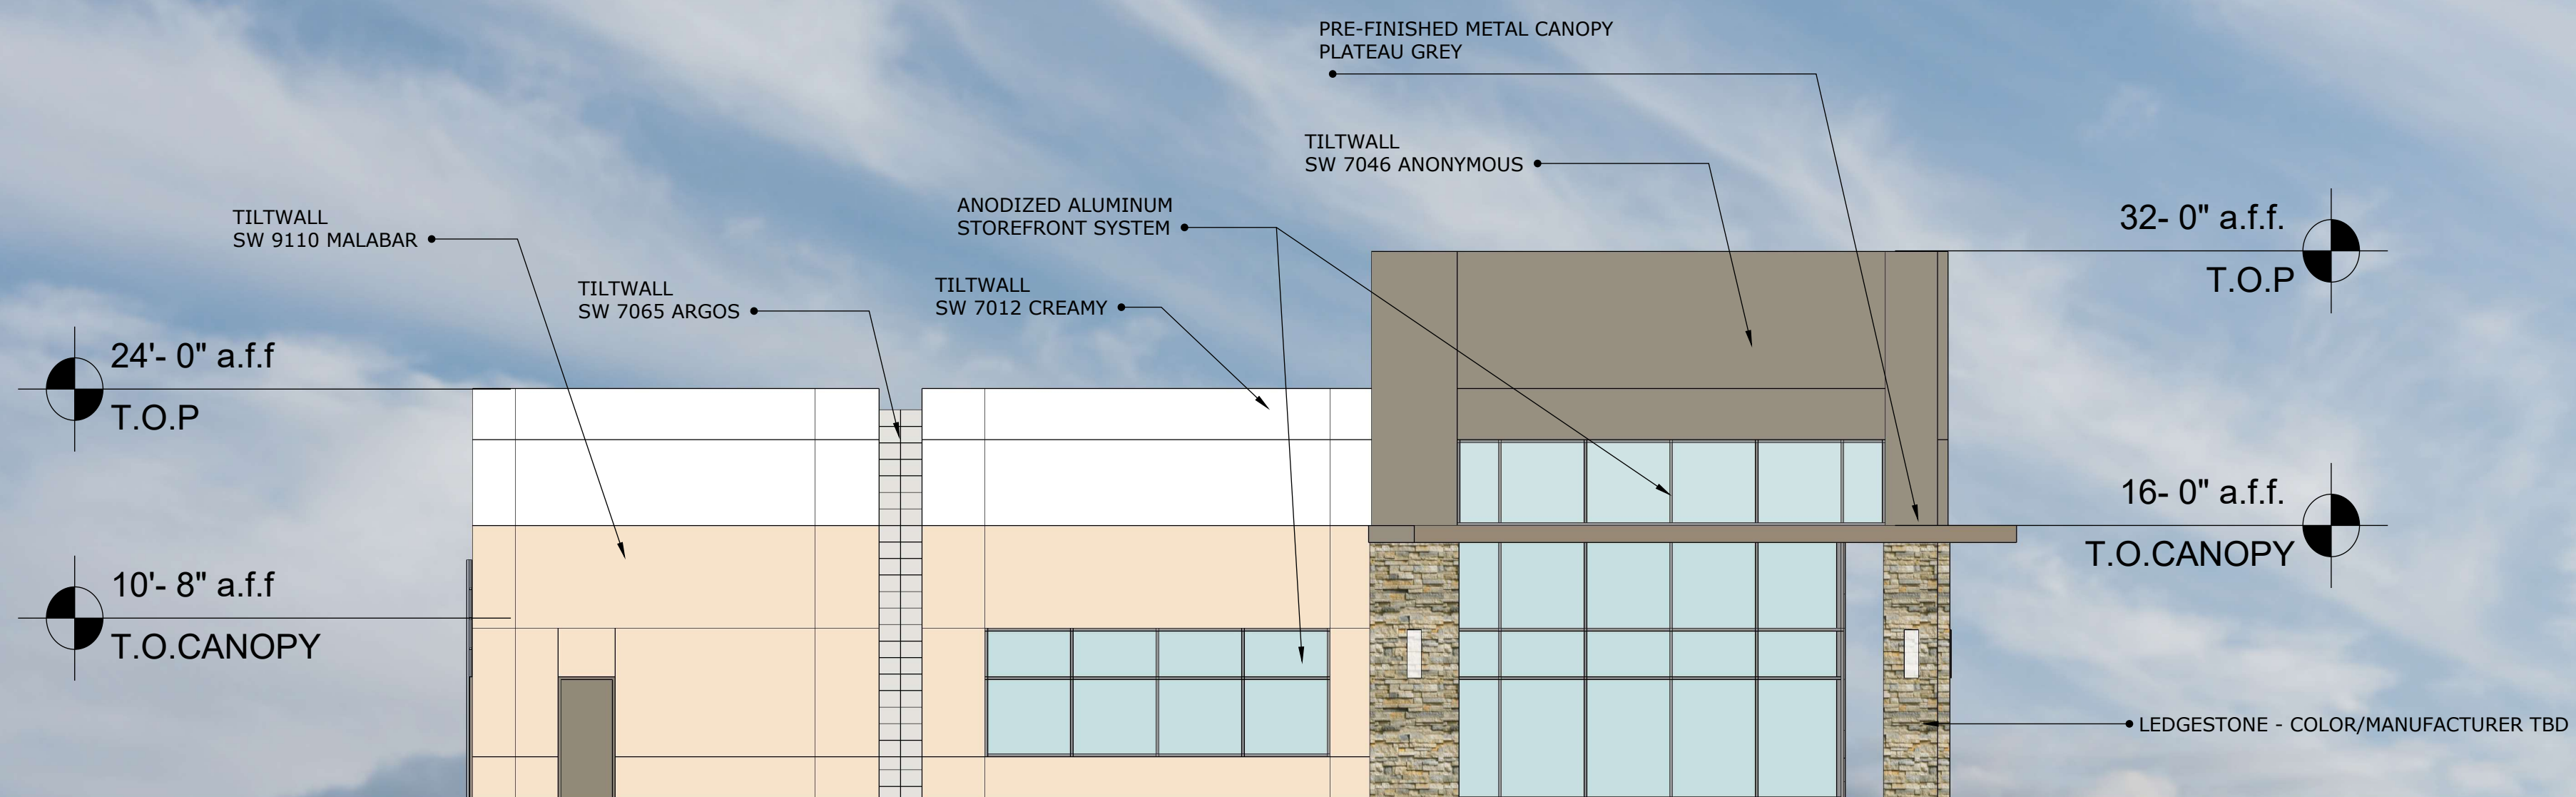 PRE-FINISHED METAL CANOPY
PLATEAU GREY
TILTWALL
SW 7046 ANONYMOUS
ANODIZED ALUMINUM
STOREFRONT SYSTEM
TILTWALL
SW 9110 MALABAR
TILTWALL
SW 7065 ARGOS
TILTWALL
SW 7012 CREAMY
32- 0" a.f.f.
T.O.P
24'- 0" a.f.f
T.O.P
16- 0" a.f.f.
T.O.CANOPY
10'- 8" a.f.f
T.O.CANOPY
LEDGESTONE - COLOR/MANUFACTURER TBD